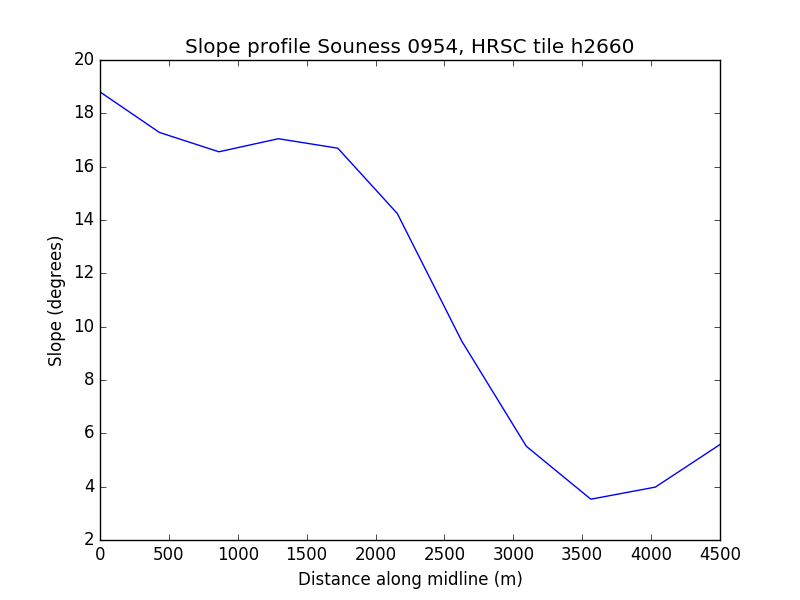 Slope profile Souness 0954, HRSC tile h2660
20
18
16
14
12
10
8
6
4
2
Slope (degrees)
0 500 1000 1500 2000 2500 3000 3500 4000 4500
Distance along midline (m)